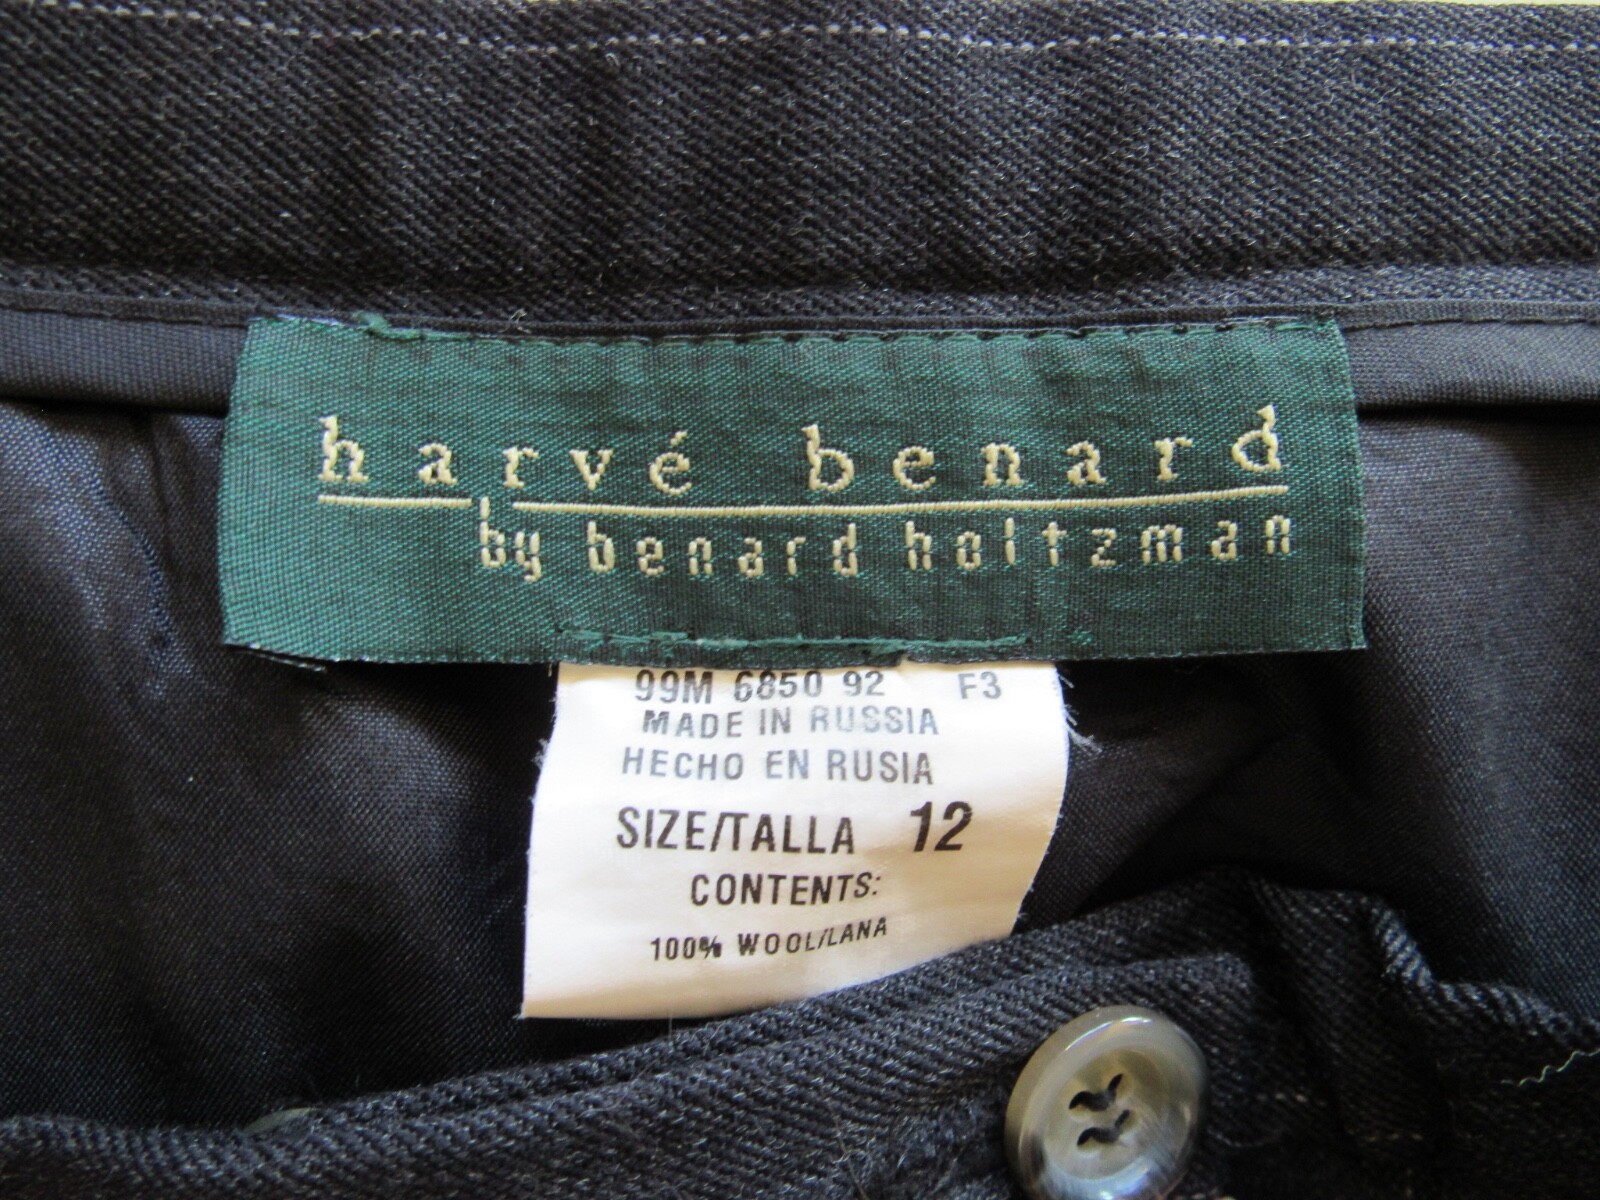 harvé benard
by benard holtzman
99M 6850 92 F3
MADE IN RUSSIA
HECHO EN RUSIA
SIZE/TALLA 12
CONTENTS:
100% WOOL/LANA